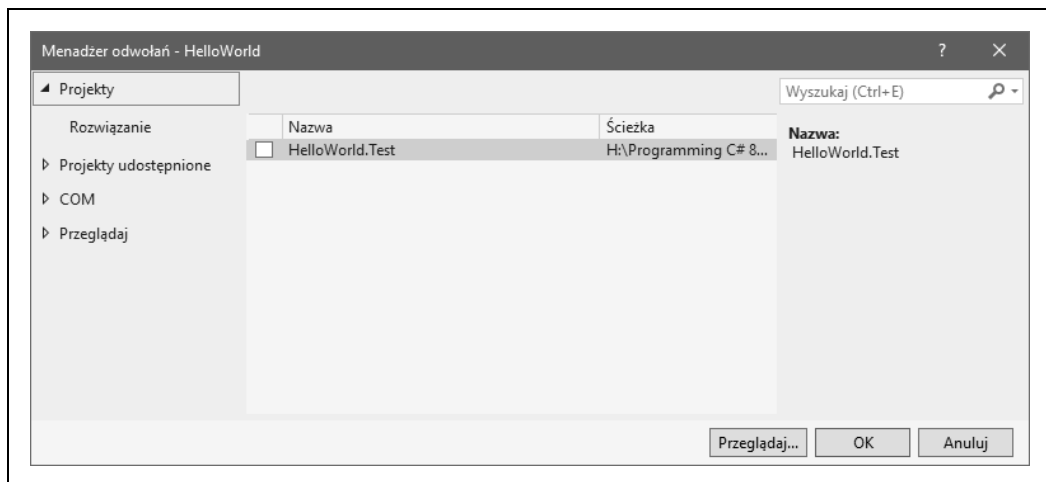 Menadżer odwołań - HelloWorld
Projekty
Wyszukaj (Ctrl+E)
Rozwiązanie
Nazwa Ścieżka
Nazwa:
HelloWorld.Test H:\Programming C# 8...
HelloWorld.Test
Projekty udostępnione
COM
Przeglądaj
Przeglądaj... OK Anuluj